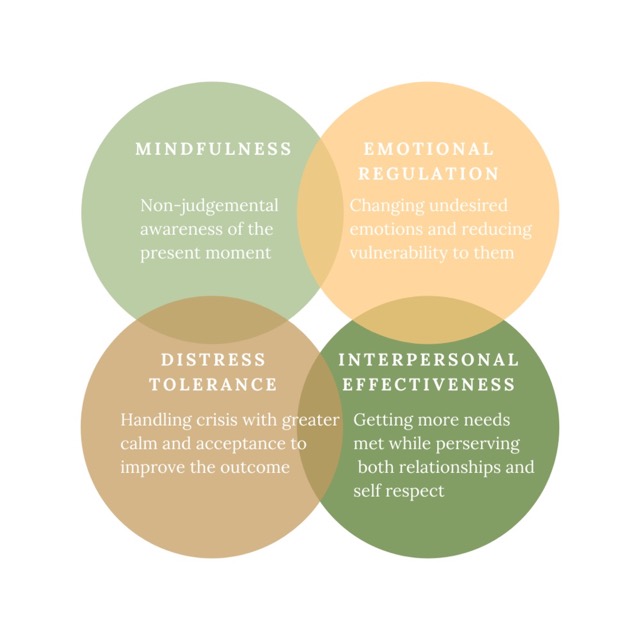 MINDFULNESS
Non-judgemental
awareness of the
present moment
EMOTIONAL
REGULATION
Changing undesired
emotions and reducing
vulnerability to them
DISTRESS
TOLERANCE
Handling crisis with greater
calm and acceptance to
improve the outcome
INTERPERSONAL
EFFECTIVENESS
Getting more needs
met while perserving
both relationships and
self respect